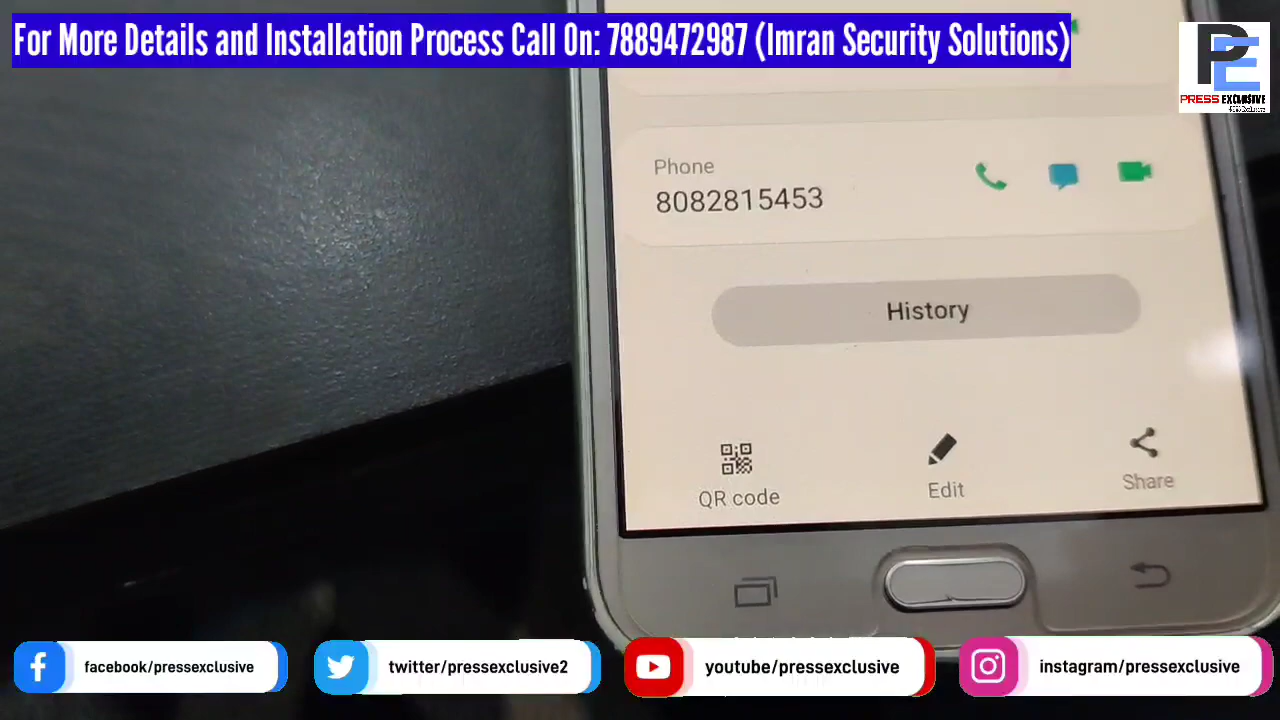 For More Details and Installation Process Call On: 7889472987 (Imran Security Solutions)
PE
PRESS EXCLUSIVE
Phone
8082815453
History
QR code
Edit
Share
facebook/pressexclusive
twitter/pressexclusive2
youtube/pressexclusive
instagram/pressexclusive